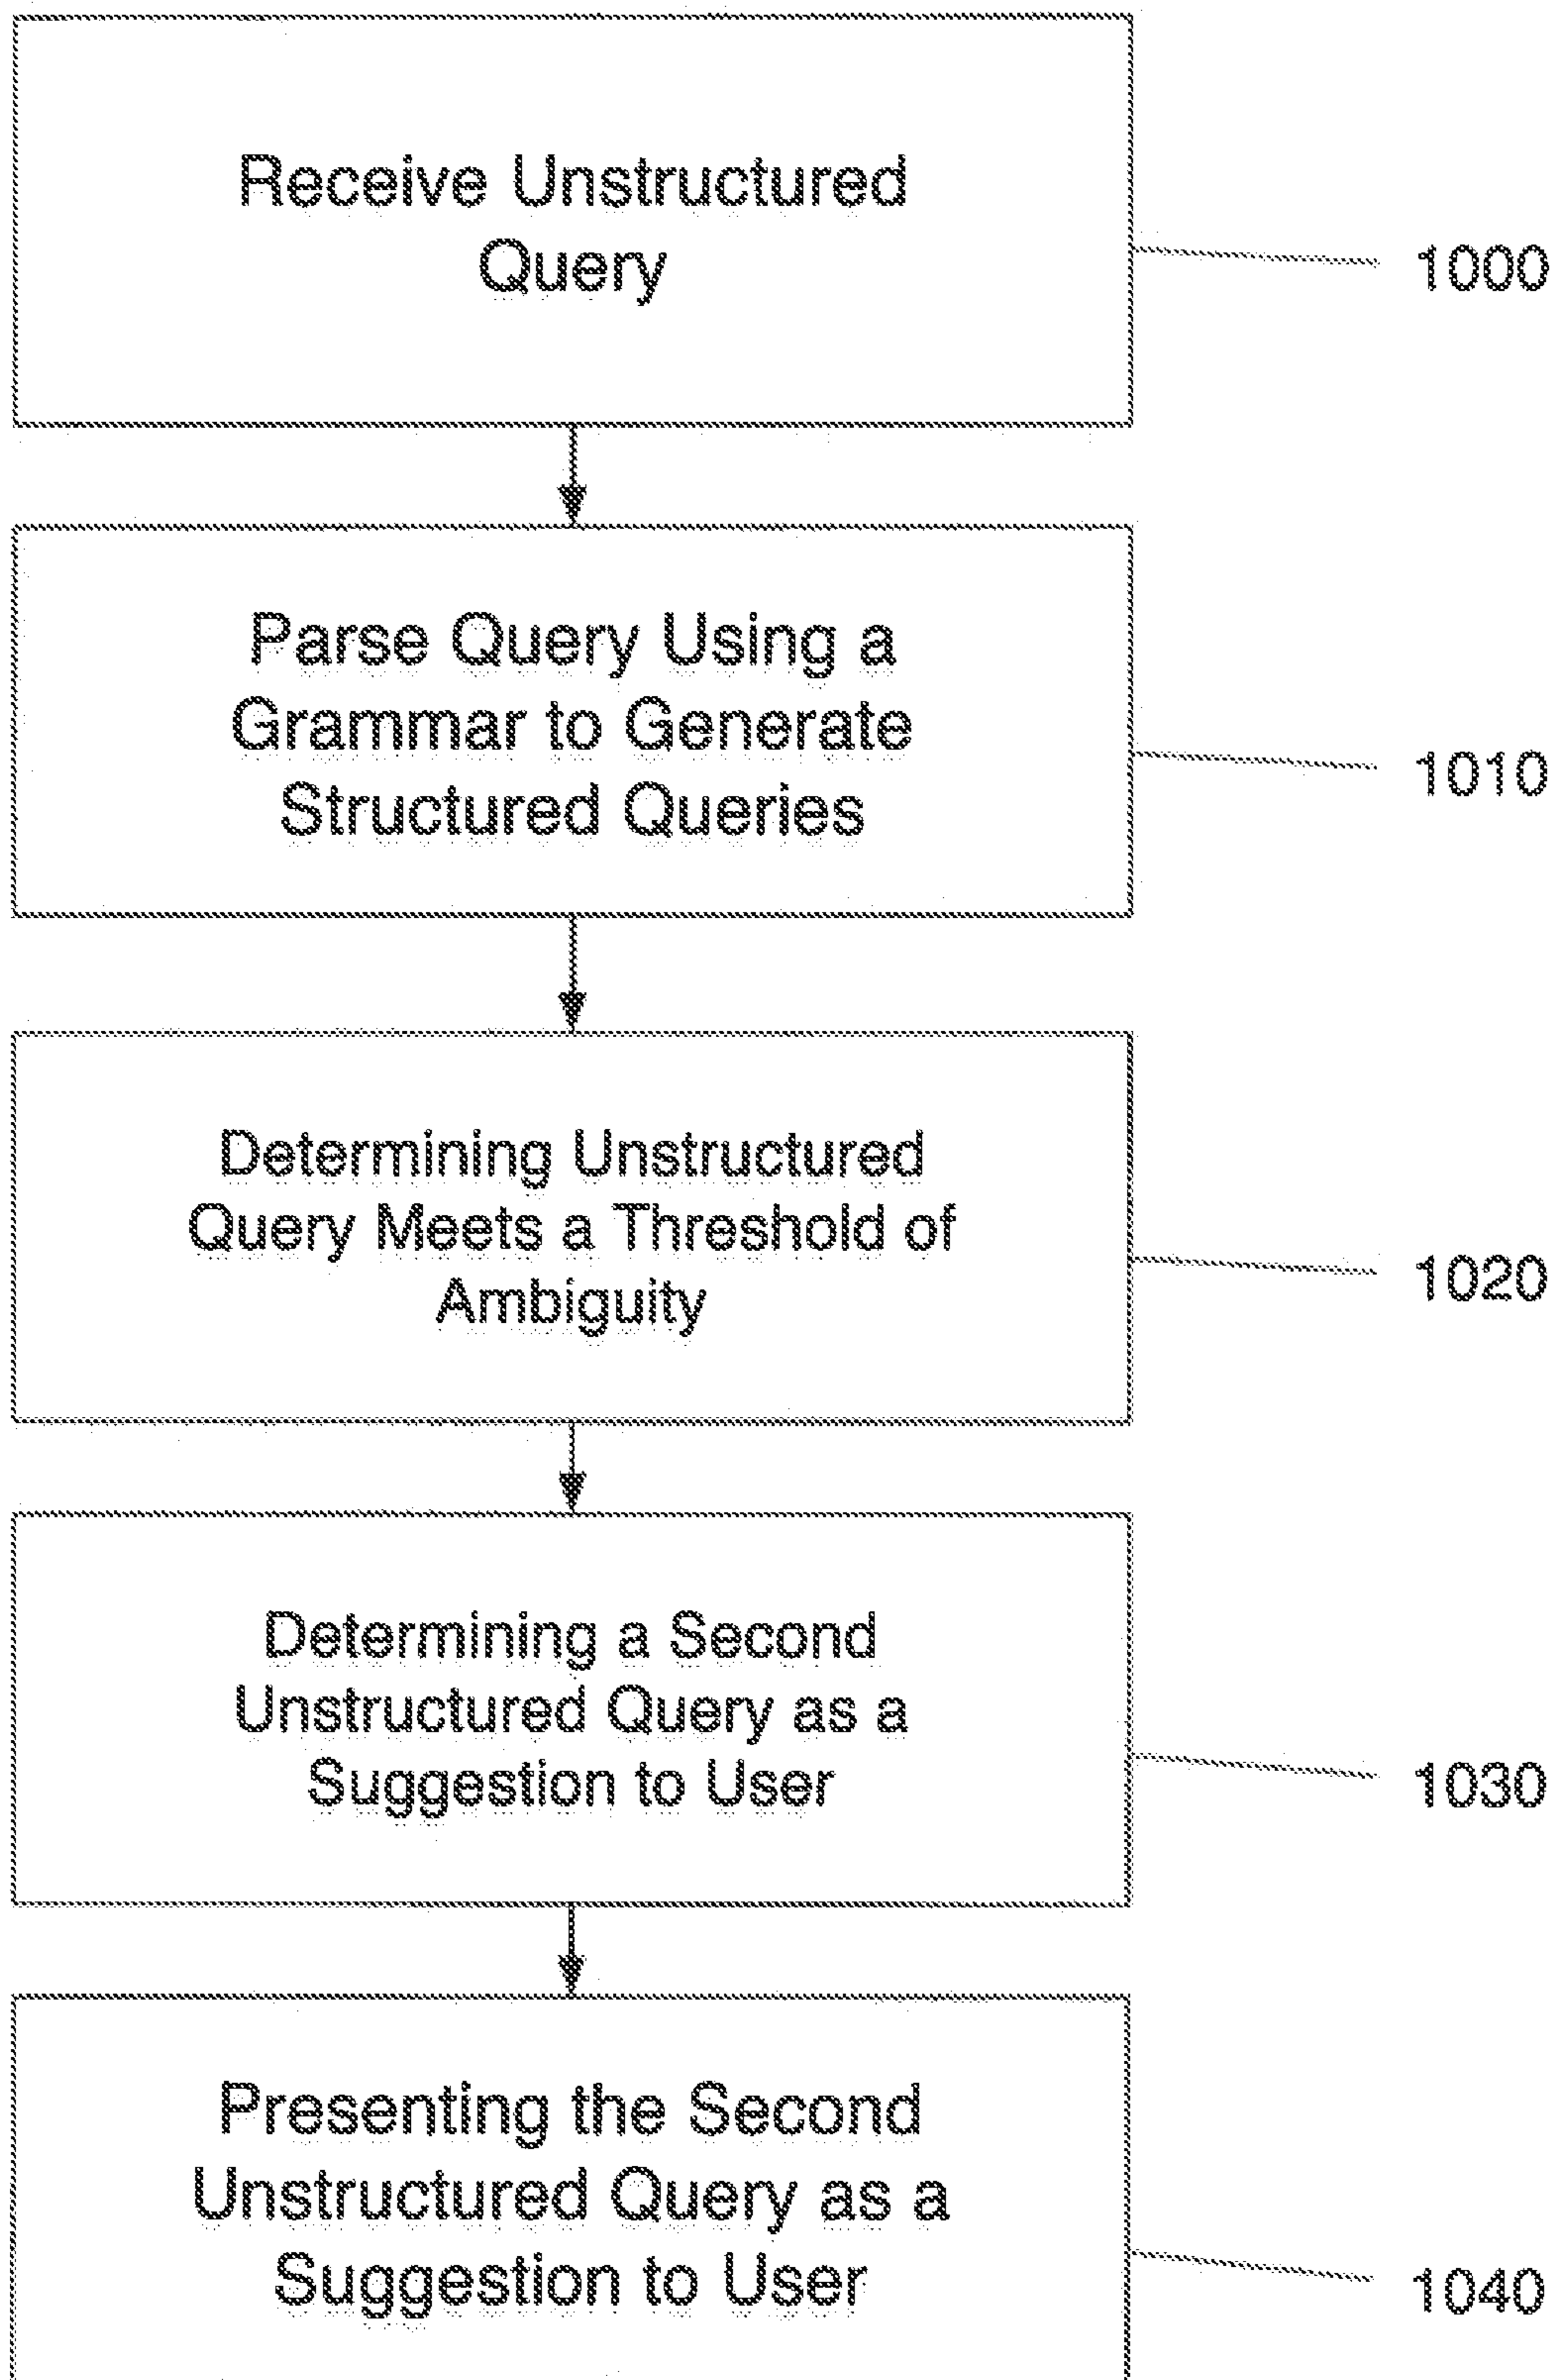 Receive Unstructured
Query
1000
Parse Query Using a
Grammar to Generate
Structured Queries
1010
Determining Unstructured
Query Meets a Threshold of
Ambiguity
1020
Determining a Second
Unstructured Query as a
Suggestion to User
1030
Presenting the Second
Unstructured Query as a
Suggestion to User
1040